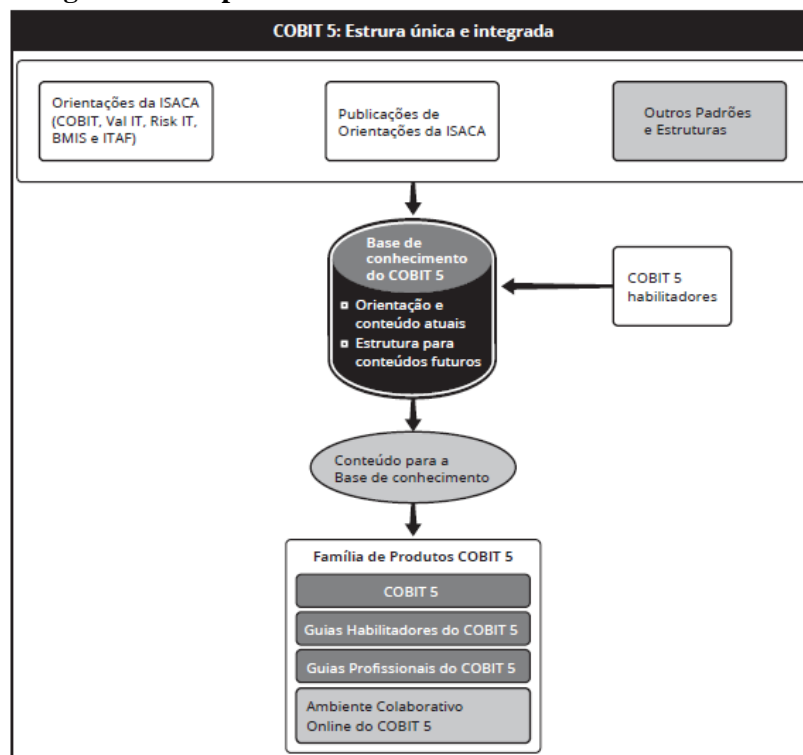 COBIT 5: Estrura única e integrada
Orientações da ISACA
(COBIT, Val IT, Risk IT,
BMIS e ITAF)
Publicações de
Orientações da ISACA
Outros Padrões
e Estruturas
Base de
conhecimento
do COBIT 5
Orientação e
conteúdo atuais
Estrutura para
conteúdos futuros
COBIT 5
habilitadores
Conteúdo para a
Base de conhecimento
Família de Produtos COBIT 5
COBIT 5
Guias Habilitadores do COBIT 5
Guias Profissionais do COBIT 5
Ambiente Colaborativo
Online do COBIT 5